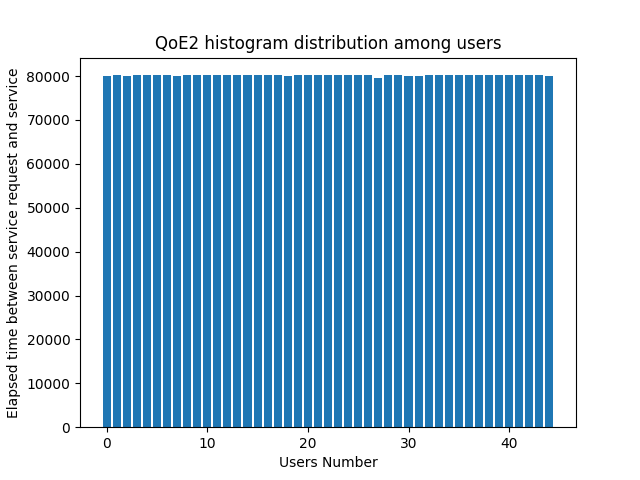 QoE2 histogram distribution among users
Elapsed time between service request and service
80000
70000
60000
50000
40000
30000
20000
10000
0
0 10 20 30 40
Users Number